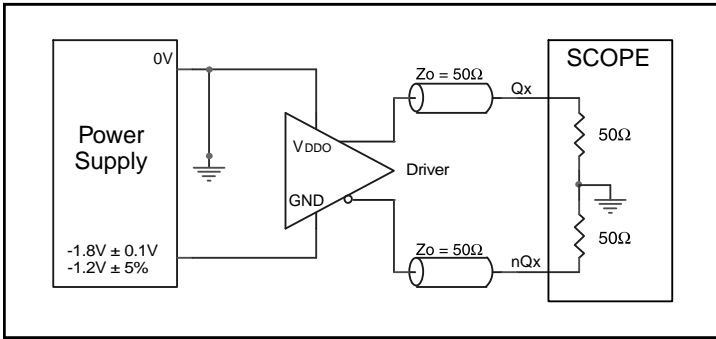 0V
Power
Supply
-1.8V ± 0.1V
-1.2V ± 5%
VDDO
GND
Driver
Zo = 50Ω
Qx
Zo = 50Ω
nQx
SCOPE
50Ω
50Ω